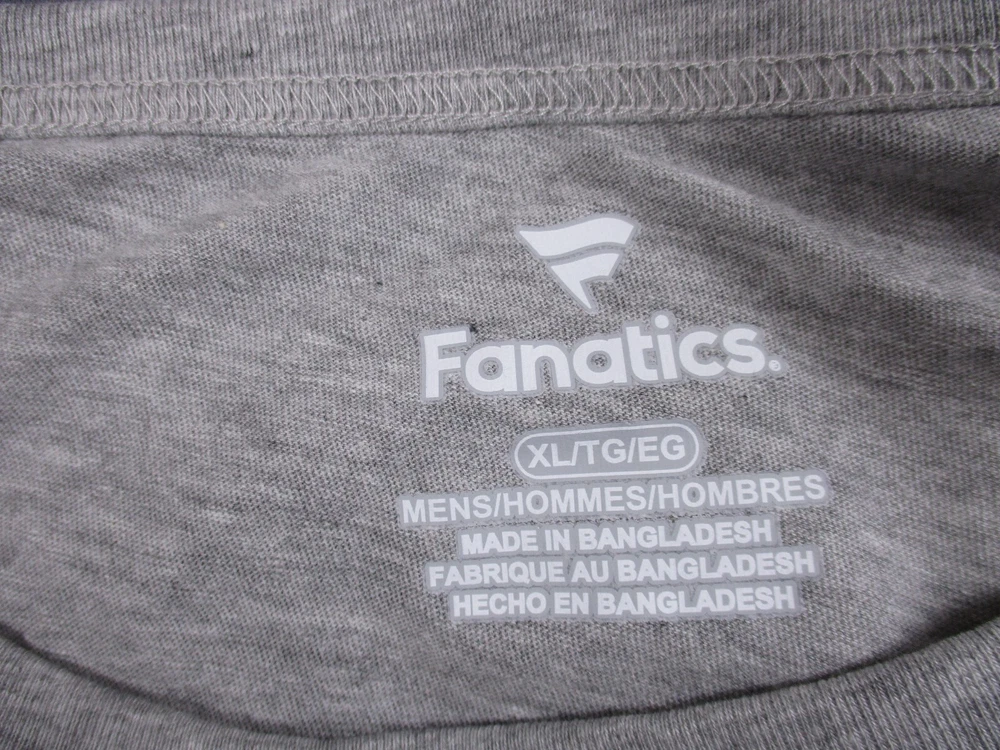 Fanatics.®
XL/TG/EG
MENS/HOMMES/HOMBRES
MADE IN BANGLADESH
FABRIQUE AU BANGLADESH
HECHO EN BANGLADESH